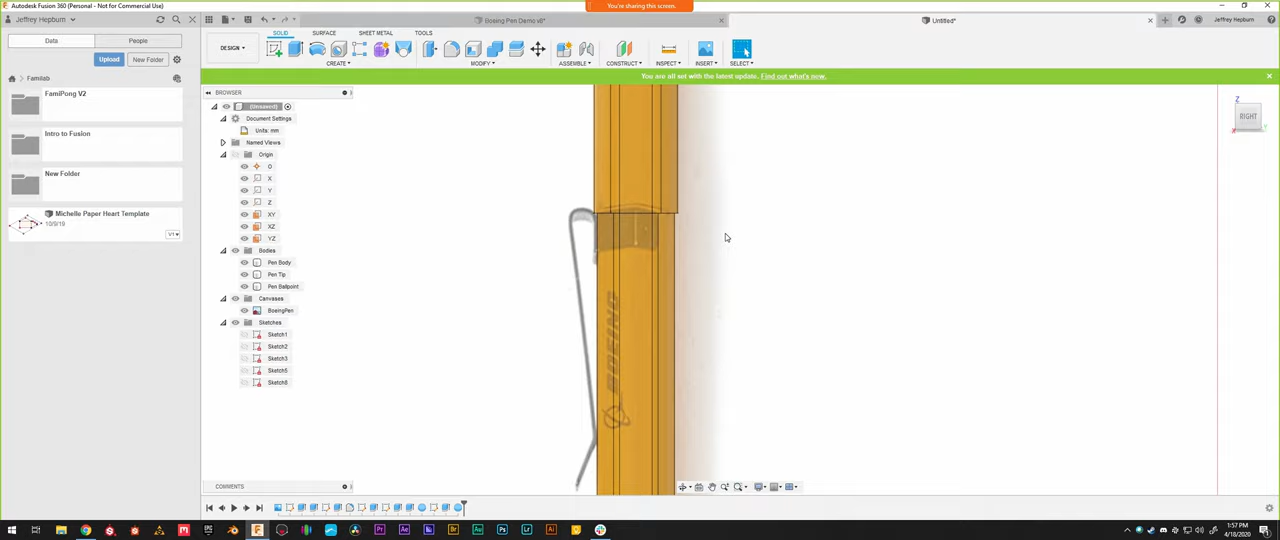 Autodesk Fusion 360 (Personal - Not for Commercial Use)
You're sharing this screen.
Jeffrey Hepburn
Boeing Pen Demo v8*
Untitled*
Jeffrey Hepburn
Data
People
Upload
New Folder
Familab
FamiPong V2
Intro to Fusion
New Folder
Michelle Paper Heart Template
10/9/19
V1
DESIGN
SOLID
SURFACE
SHEET METAL
TOOLS
CREATE
MODIFY
ASSEMBLE
CONSTRUCT
INSPECT
INSERT
SELECT
You are all set with the latest update. Find out what's new.
BROWSER
(Unsaved)
Document Settings
Units: mm
Named Views
Origin
O
X
Y
Z
XY
XZ
YZ
Bodies
Pen Body
Pen Tip
Pen Ballpoint
Canvases
BoeingPen
Sketches
Sketch1
Sketch2
Sketch3
Sketch5
Sketch8
COMMENTS
BOEING
Z
RIGHT
X
Y
1:57 PM
4/18/2020